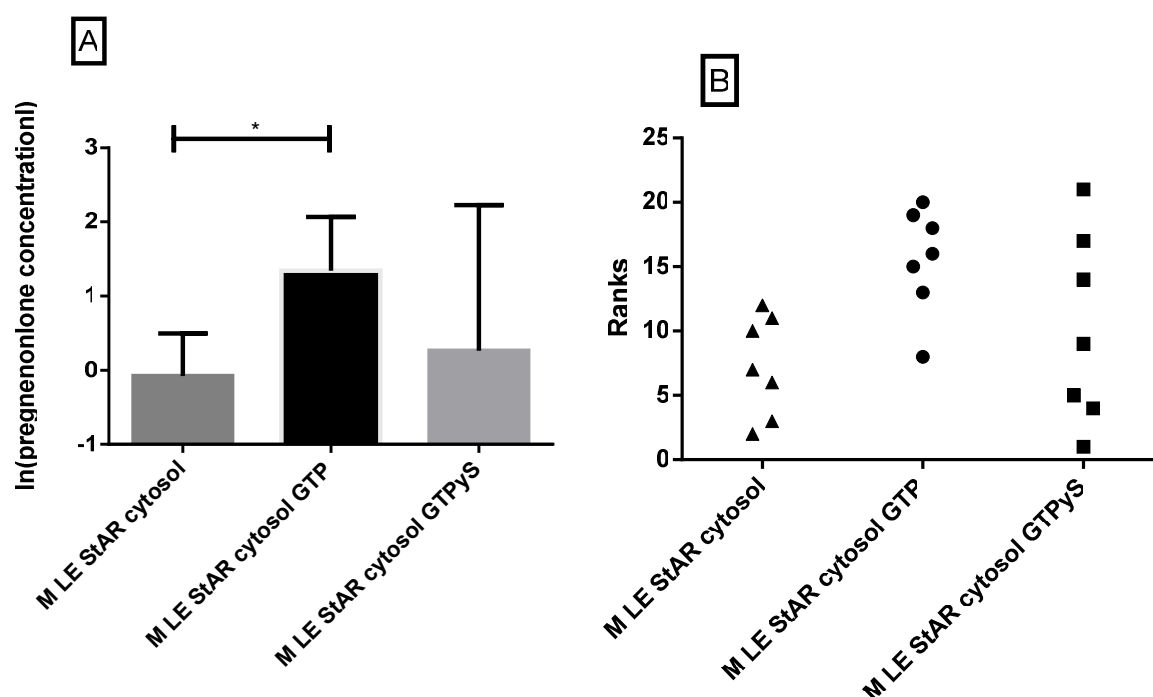 A
ln(pregnenonlone concentrationl)
*
3
2
1
0
-1
M LE StAR cytosol
M LE StAR cytosol GTP
M LE StAR cytosol GTPyS
B
Ranks
25
20
15
10
5
0
M LE StAR cytosol
M LE StAR cytosol GTP
M LE StAR cytosol GTPyS